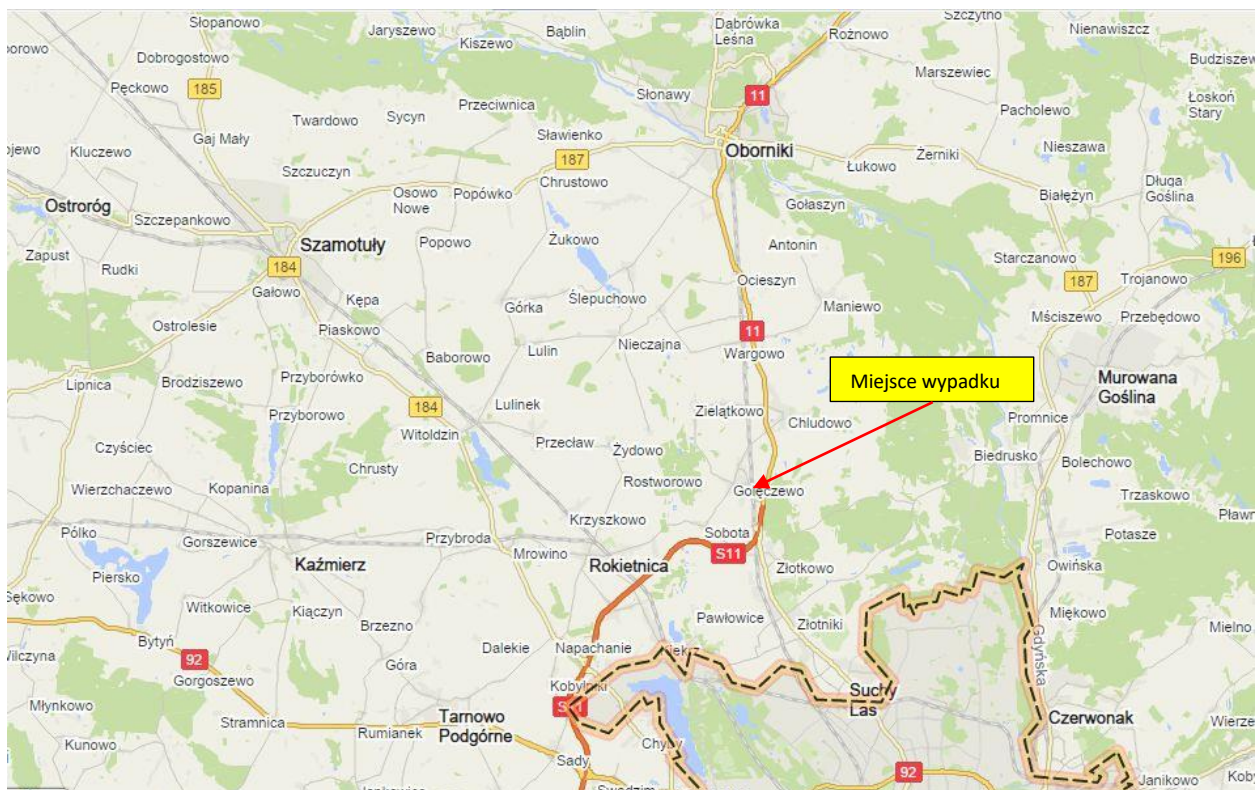 Słopanowo
Jaryszewo
Kiszewo
Bąblin
Dąbrówka
Leśna
Rożnowo
Szczytno
Nienawiszcz
Dobrogostowo
Budziszew
Pęckowo
185
Przeciwnica
Słonawy
11
Marszewiec
Pacholewo
Łoskoń
Stary
Twardowo
Sycyn
Gaj Mały
Sławienko
Kluczewo
Szczuczyn
187
Oborniki
Łukowo
Żerniki
Nieszawa
Długa
Goślina
Osowo
Nowe
Popówko
Chrustowo
Białężyn
Ostroróg
Szczepankowo
Gołaszyn
Szamotuły
Popowo
Żukowo
Antonin
Zapust
Rudki
184
Starczanowo
196
Gałowo
Ocieszyn
187
Trojanowo
Kępa
Górka
Ślepuchowo
Maniewo
Mściszewo
Przebędowo
Ostrolesie
Piaskowo
11
Nieczajna
Wargowo
Baborowo
Lulin
Miejsce wypadku
Murowana
Goślina
Lipnica
Brodziszewo
Przyborówko
184
Lulinek
Przyborowo
Zielątkowo
Chludowo
Promnice
Witoldzin
Czyściec
Przecław
Żydowo
Biedrusko
Bolechowo
Chrusty
Wierzchaczewo
Kopanina
Rostworowo
Golęczewo
Trzaskowo
Krzyszkowo
Pławn
Pólko
Gorszewice
Przybroda
Sobota
Potasze
Mrowino
S11
Kaźmierz
Rokietnica
Złotkowo
Owińska
Piersko
Sękowo
Witkowice
Kiączyn
Brzezno
Pawłowice
Złotniki
Miękowo
Mielno
Bytyń
Dalekie
Napachanie
Kiekrz
Gdyńska
Wilczyna
92
Góra
Gorgoszewo
Kobylniki
Suchy
Las
Młynkowo
S11
Stramnica
Tarnowo
Podgórne
Czerwonak
Rumianek
Kunowo
Chyby
Sady
92
Janikowo
Swadzim